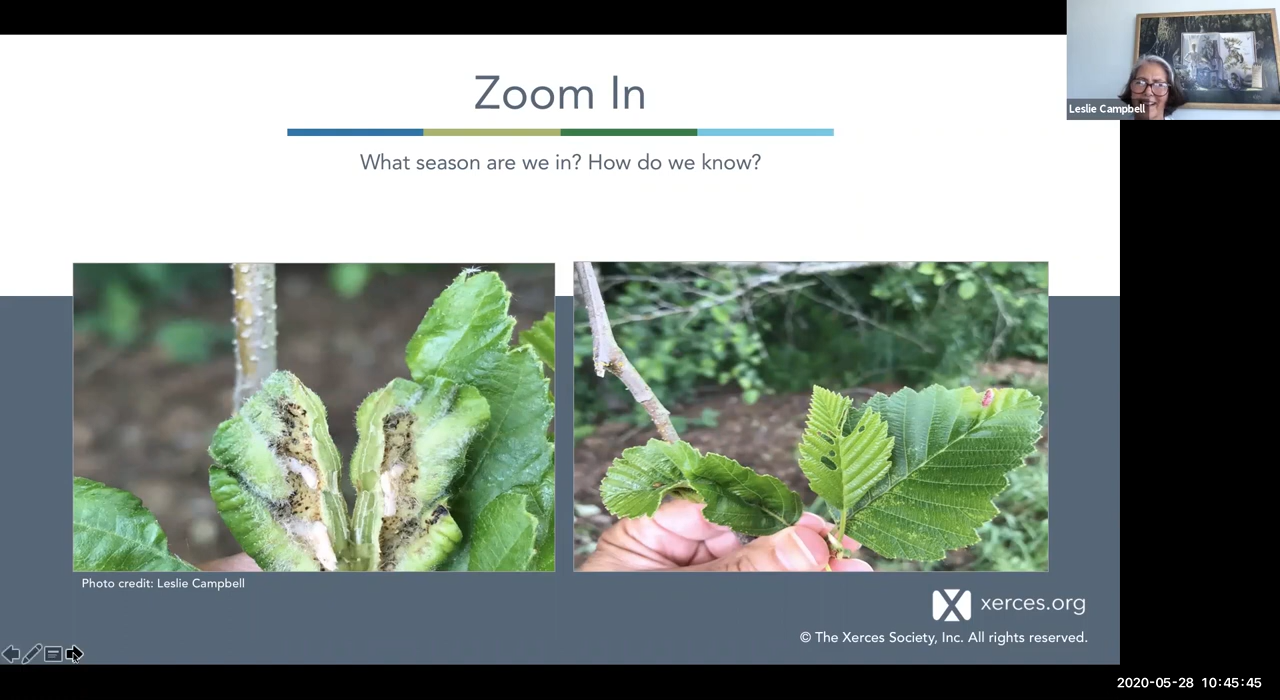 Zoom In
What season are we in? How do we know?
Leslie Campbell
Photo credit: Leslie Campbell
xerces.org
© The Xerces Society, Inc. All rights reserved.
2020-05-28 10:45:45